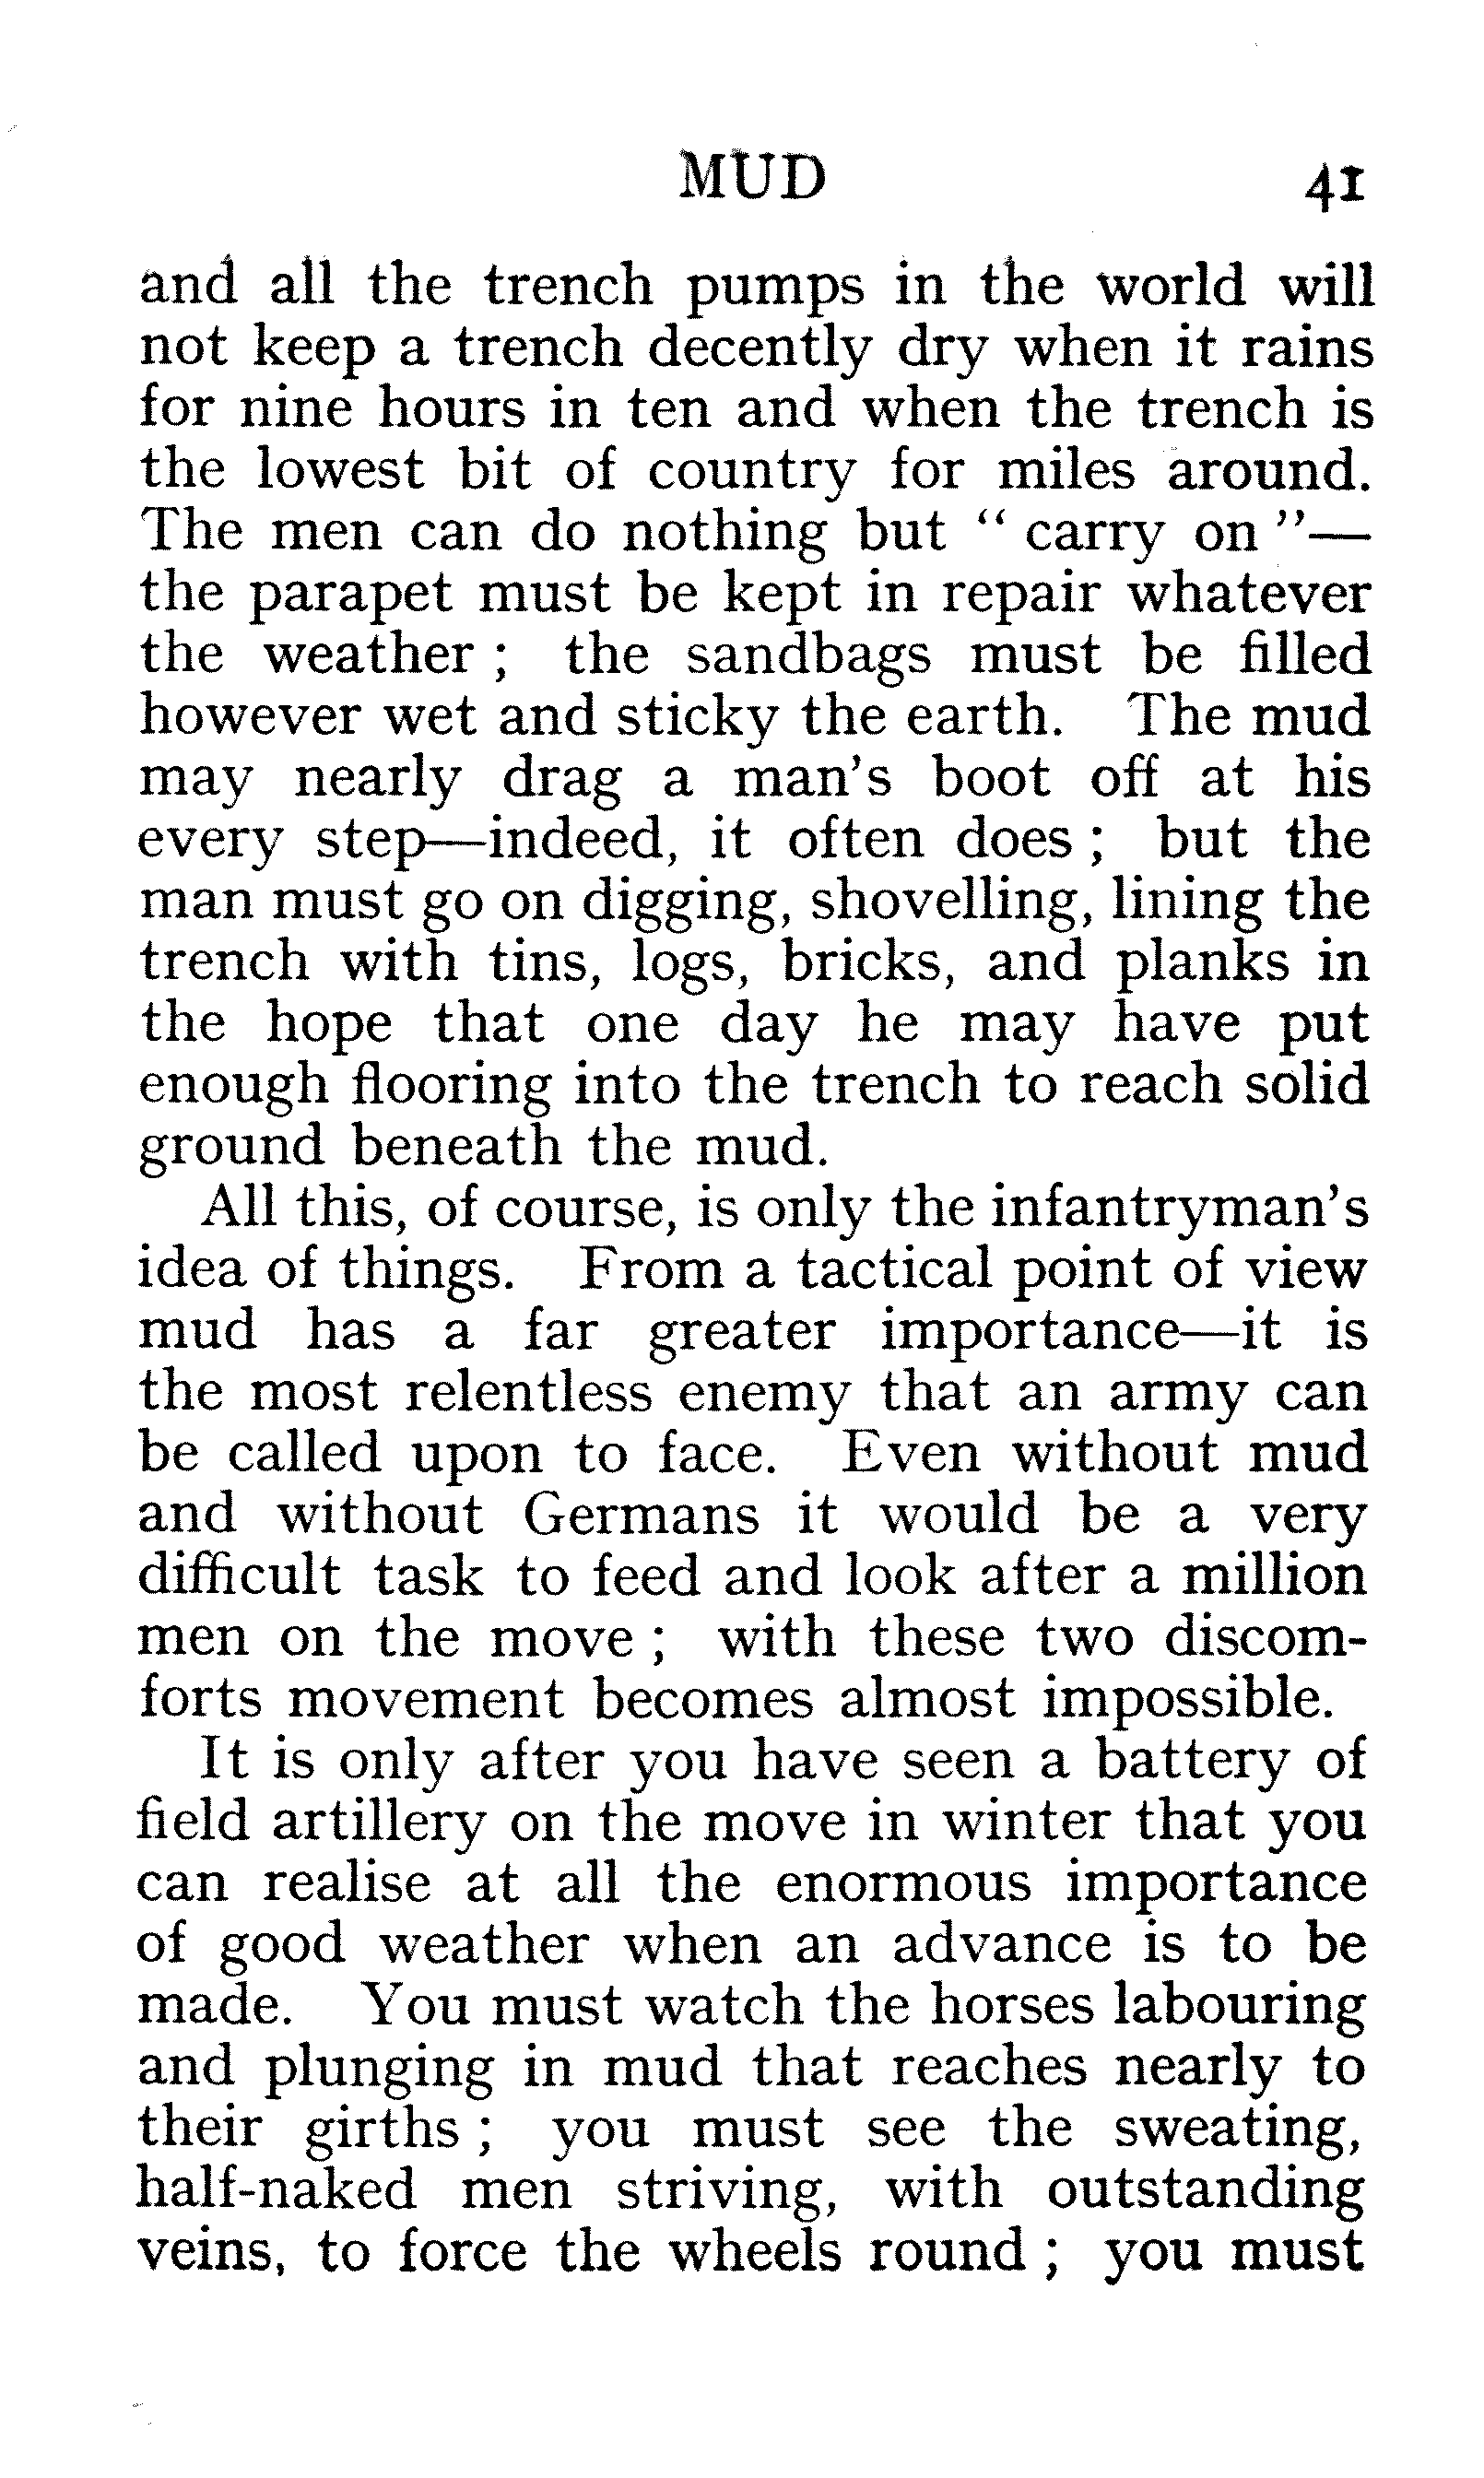 MUD 41
and all the trench pumps in the world will
not keep a trench decently dry when it rains
for nine hours in ten and when the trench is
the lowest bit of country for miles around.
The men can do nothing but “ carry on ”—
the parapet must be kept in repair whatever
the weather ; the sandbags must be filled
however wet and sticky the earth. The mud
may nearly drag a man’s boot off at his
every step—indeed, it often does ; but the
man must go on digging, shovelling, lining the
trench with tins, logs, bricks, and planks in
the hope that one day he may have put
enough flooring into the trench to reach solid
ground beneath the mud.
All this, of course, is only the infantryman’s
idea of things. From a tactical point of view
mud has a far greater importance—it is
the most relentless enemy that an army can
be called upon to face. Even without mud
and without Germans it would be a very
difficult task to feed and look after a million
men on the move ; with these two discom-
forts movement becomes almost impossible.
It is only after you have seen a battery of
field artillery on the move in winter that you
can realise at all the enormous importance
of good weather when an advance is to be
made. You must watch the horses labouring
and plunging in mud that reaches nearly to
their girths ; you must see the sweating,
half-naked men striving, with outstanding
veins, to force the wheels round ; you must